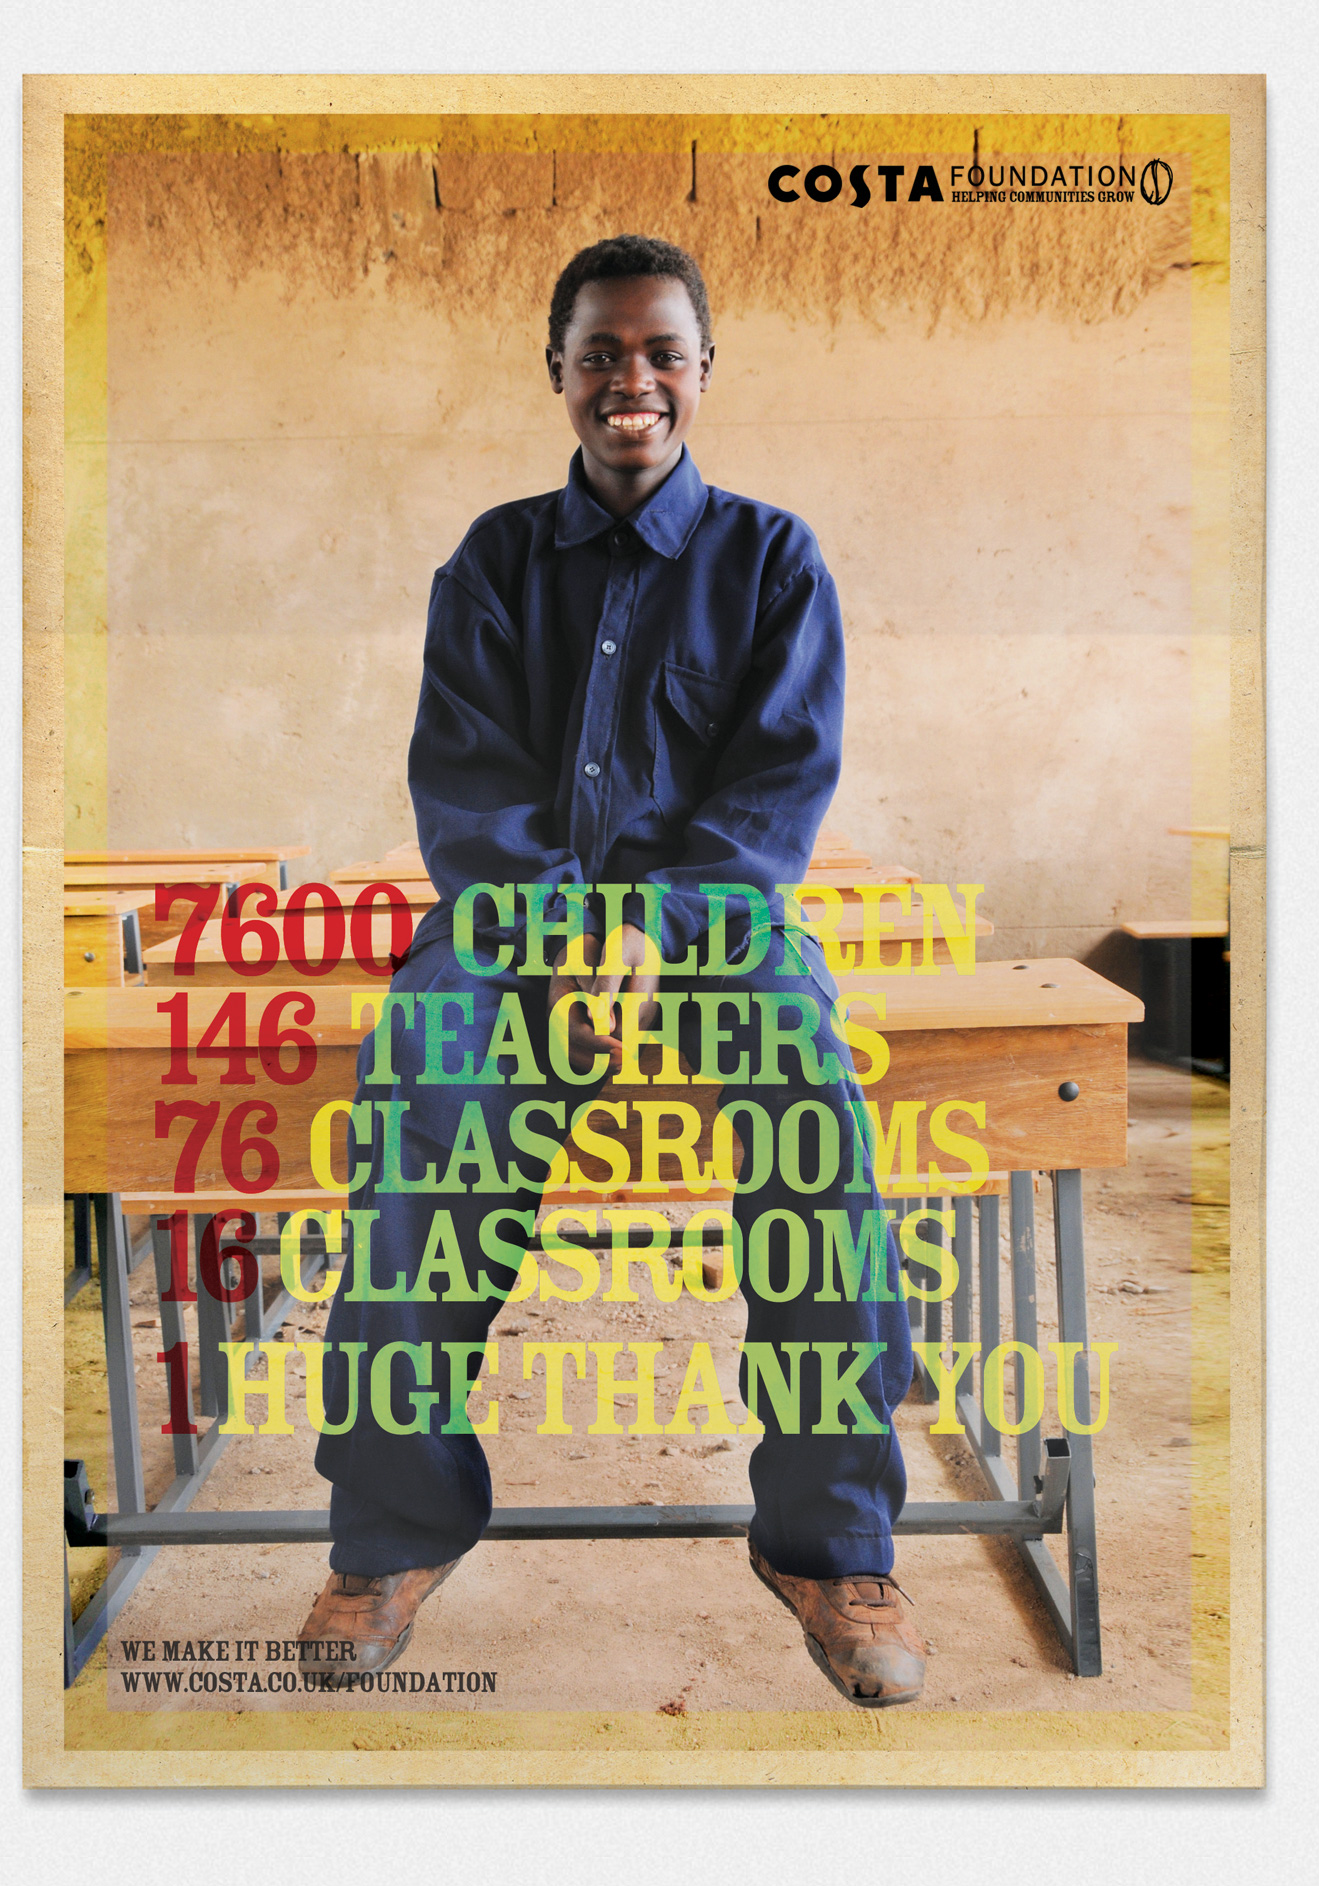 COSTA FOUNDATION
HELPING COMMUNITIES GROW
7600 CHILDREN
146 TEACHERS
76 CLASSROOMS
16 CLASSROOMS
1 HUGE THANK YOU
WE MAKE IT BETTER
WWW.COSTA.CO.UK/FOUNDATION